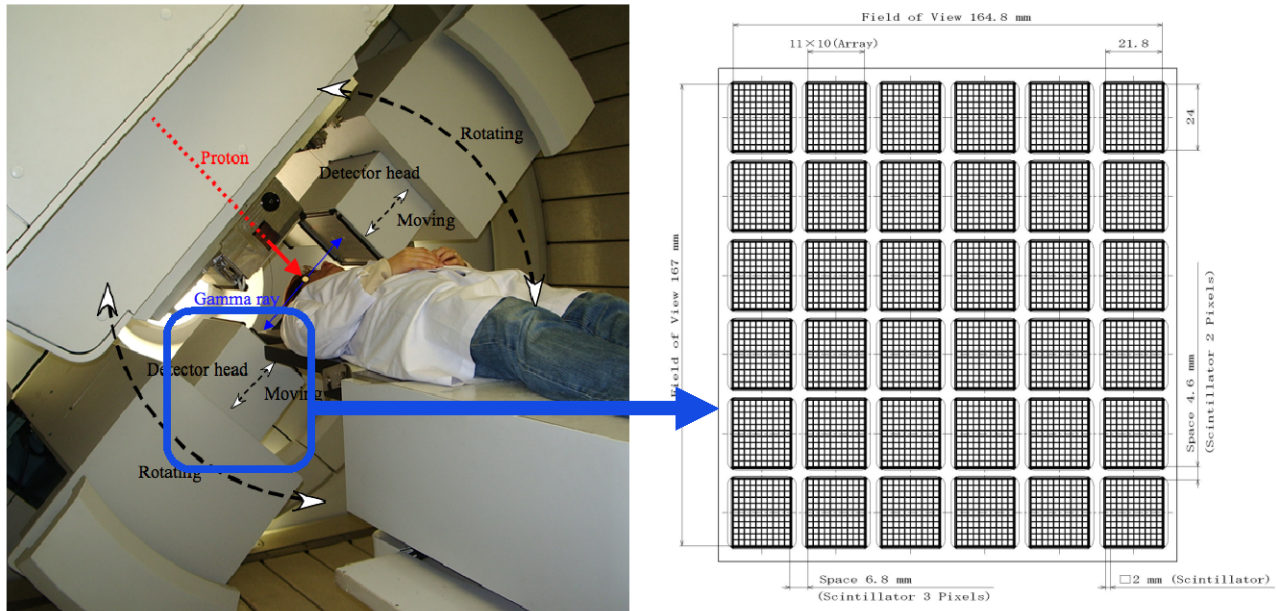 Proton
Detector head
Rotating
Moving
Gamma ray
Detector head
Moving
Rotating
Field of View 164.8 mm
11×10(Array)
21.8
24
Field of View 167 mm
Space 4.6 mm
(Scintillator 2 Pixels)
Space 6.8 mm
(Scintillator 3 Pixels)
□2 mm (Scintillator)